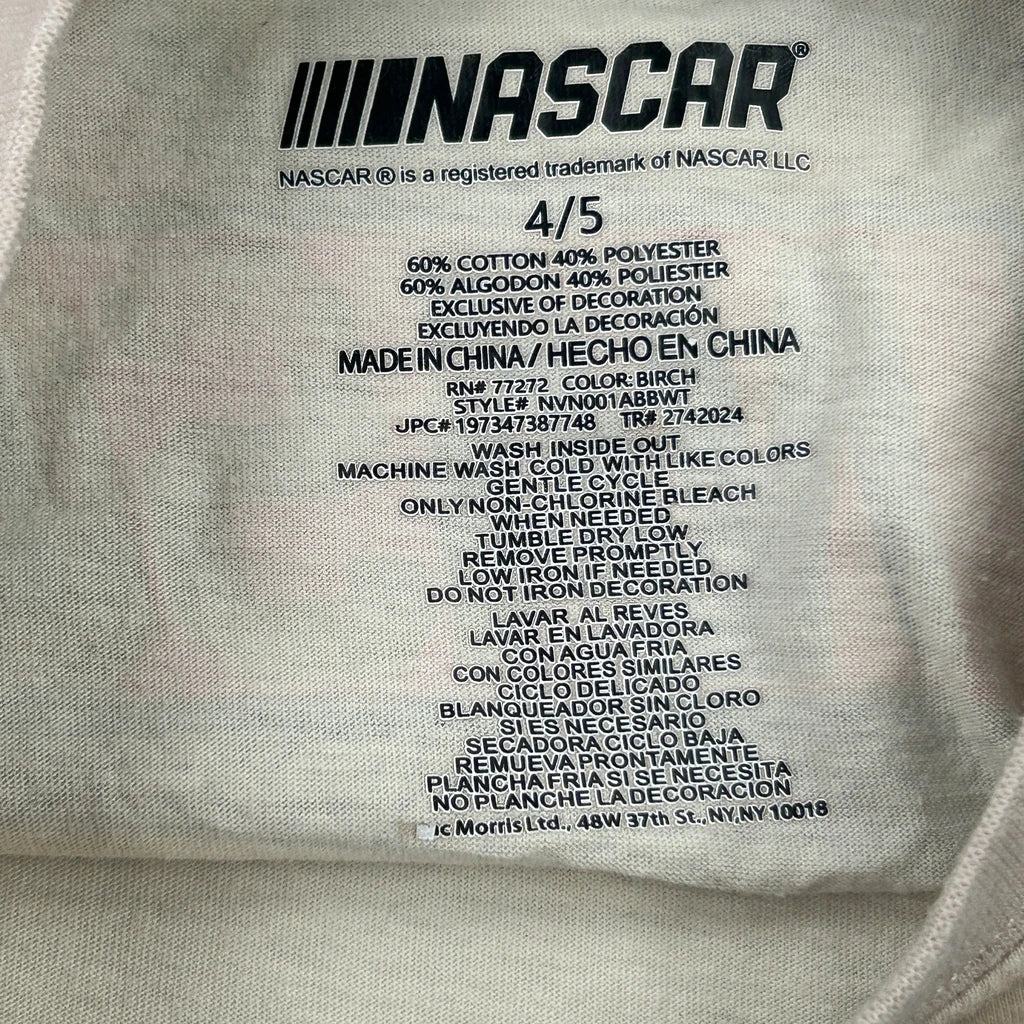 NASCAR®
NASCAR ® is a registered trademark of NASCAR LLC
4/5
60% COTTON 40% POLYESTER
60% ALGODON 40% POLIESTER
EXCLUSIVE OF DECORATION
EXCLUYENDO LA DECORACIÓN
MADE IN CHINA / HECHO EN CHINA
RN# 77272 COLOR: BIRCH
STYLE# NVN001ABBWT
JPC# 197347387748 TR# 2742024
WASH INSIDE OUT
MACHINE WASH COLD WITH LIKE COLORS
GENTLE CYCLE
ONLY NON-CHLORINE BLEACH
WHEN NEEDED
TUMBLE DRY LOW
REMOVE PROMPTLY
LOW IRON IF NEEDED
DO NOT IRON DECORATION
LAVAR AL REVES
LAVAR EN LAVADORA
CON AGUA FRIA
CON COLORES SIMILARES
CICLO DELICADO
BLANQUEADOR SIN CLORO
SI ES NECESARIO
SECADORA CICLO BAJA
REMUEVA PRONTAMENTE
PLANCHA FRIA SI SE NECESITA
NO PLANCHE LA DECORACION
Morris Ltd., 48W 37th St., NY, NY 10018